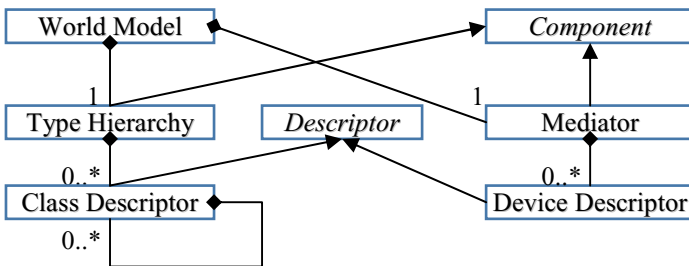 World Model
Component
1
1
Type Hierarchy
Descriptor
Mediator
0..*
0..*
Class Descriptor
Device Descriptor
0..*